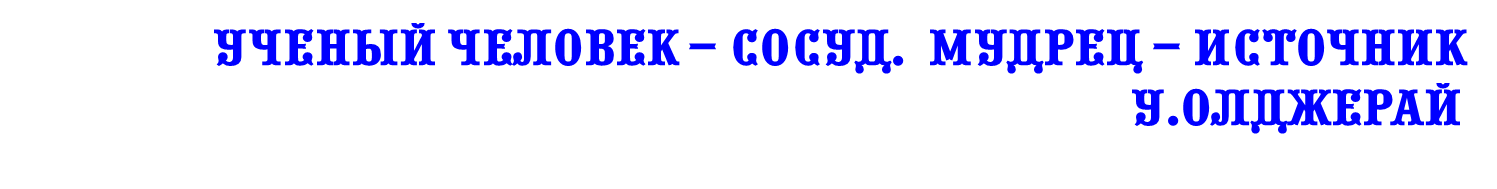 УЧЕНЫЙ ЧЕЛОВЕК – СОСУД. МУДРЕЦ – ИСТОЧНИК
У.ОЛДЖЕРАЙ